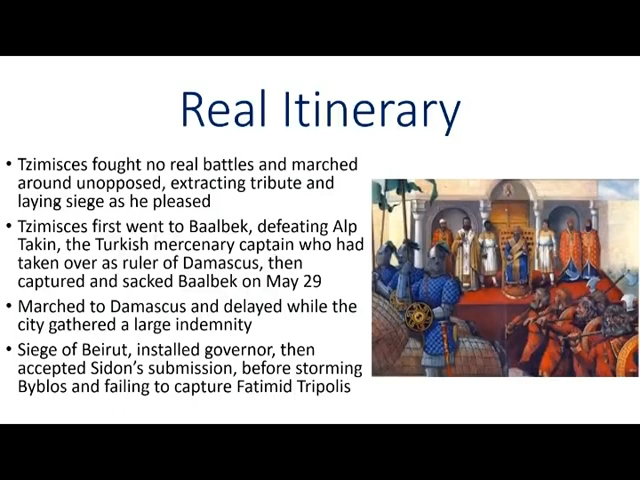 Real Itinerary
• Tzimisces fought no real battles and marched
around unopposed, extracting tribute and
laying siege as he pleased
• Tzimisces first went to Baalbek, defeating Alp
Takin, the Turkish mercenary captain who had
taken over as ruler of Damascus, then
captured and sacked Baalbek on May 29
• Marched to Damascus and delayed while the
city gathered a large indemnity
• Siege of Beirut, installed governor, then
accepted Sidon's submission, before storming
Byblos and failing to capture Fatimid Tripolis